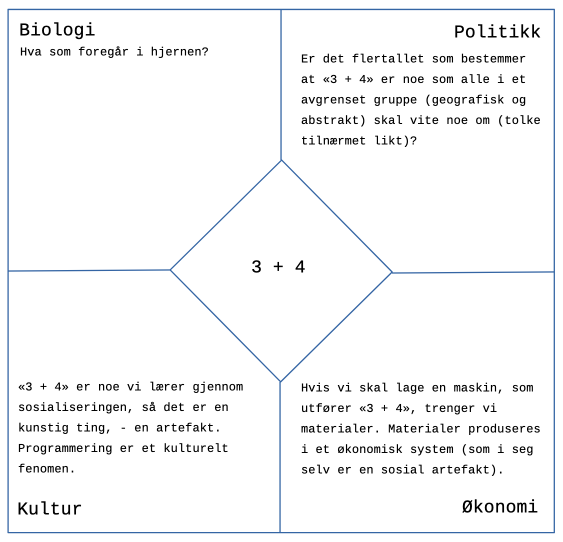 Biologi
Hva som foregår i hjernen?
Politikk
Er det flertallet som bestemmer
at «3 + 4» er noe som alle i et
avgrenset gruppe (geografisk og
abstrakt) skal vite noe om (tolke
tilnærmet likt)?
3 + 4
«3 + 4» er noe vi lærer gjennom
sosialiseringen, så det er en
kunstig ting, - en artefakt.
Programmering er et kulturelt
fenomen.
Kultur
Hvis vi skal lage en maskin, som
utfører «3 + 4», trenger vi
materialer. Materialer produseres
i et økonomisk system (som i seg
selv er en sosial artefakt).
Økonomi